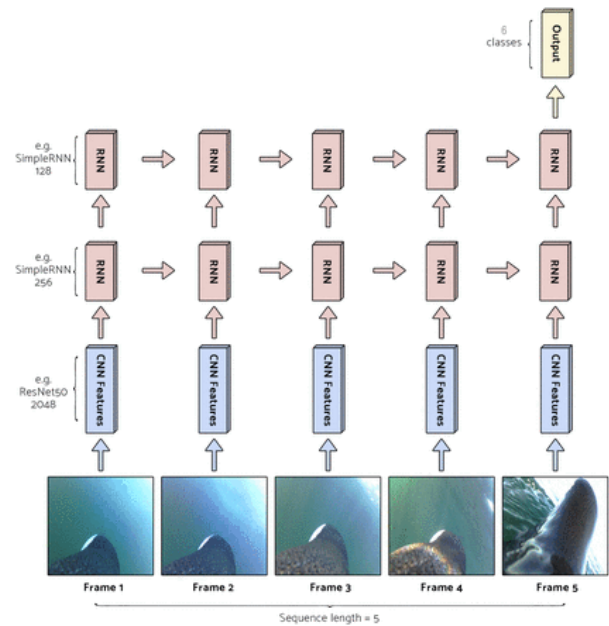 6
classes
Output
e.g.
SimpleRNN
128
RNN
RNN
RNN
RNN
RNN
e.g.
SimpleRNN
256
RNN
RNN
RNN
RNN
RNN
e.g.
ResNet50
2048
CNN Features
CNN Features
CNN Features
CNN Features
CNN Features
Frame 1
Frame 2
Frame 3
Frame 4
Frame 5
Sequence length = 5